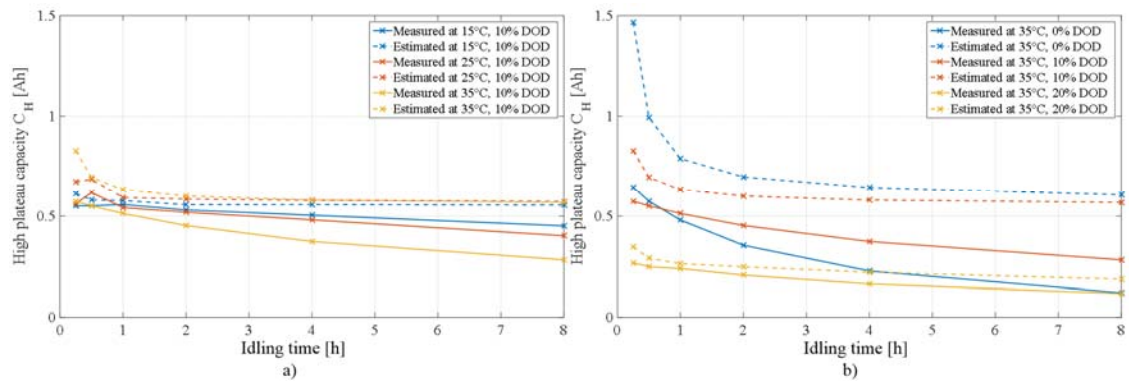 1.5
1
0.5
0
0
1
2
3
4
5
6
7
8
High plateau capacity C_H [Ah]
Idling time [h]
Measured at 15°C, 10% DOD
Estimated at 15°C, 10% DOD
Measured at 25°C, 10% DOD
Estimated at 25°C, 10% DOD
Measured at 35°C, 10% DOD
Estimated at 35°C, 10% DOD
a)
1.5
1
0.5
0
0
1
2
3
4
5
6
7
8
High plateau capacity C_H [Ah]
Idling time [h]
Measured at 35°C, 0% DOD
Estimated at 35°C, 0% DOD
Measured at 35°C, 10% DOD
Estimated at 35°C, 10% DOD
Measured at 35°C, 20% DOD
Estimated at 35°C, 20% DOD
b)